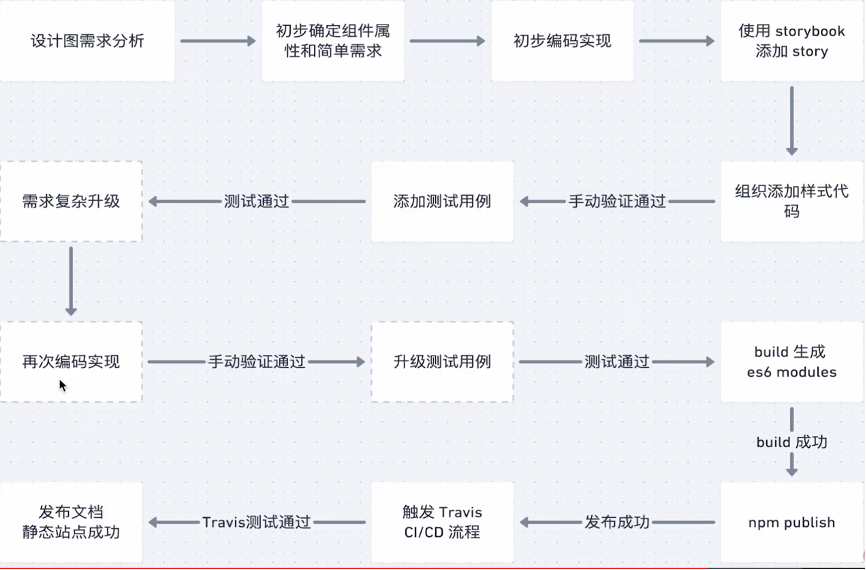 设计图需求分析
初步确定组件属
性和简单需求
初步编码实现
使用 storybook
添加 story
需求复杂升级
测试通过
添加测试用例
手动验证通过
组织添加样式代
码
再次编码实现
手动验证通过
升级测试用例
测试通过
build 生成
es6 modules
build 成功
发布文档
静态站点成功
Travis测试通过
触发 Travis
CI/CD 流程
发布成功
npm publish